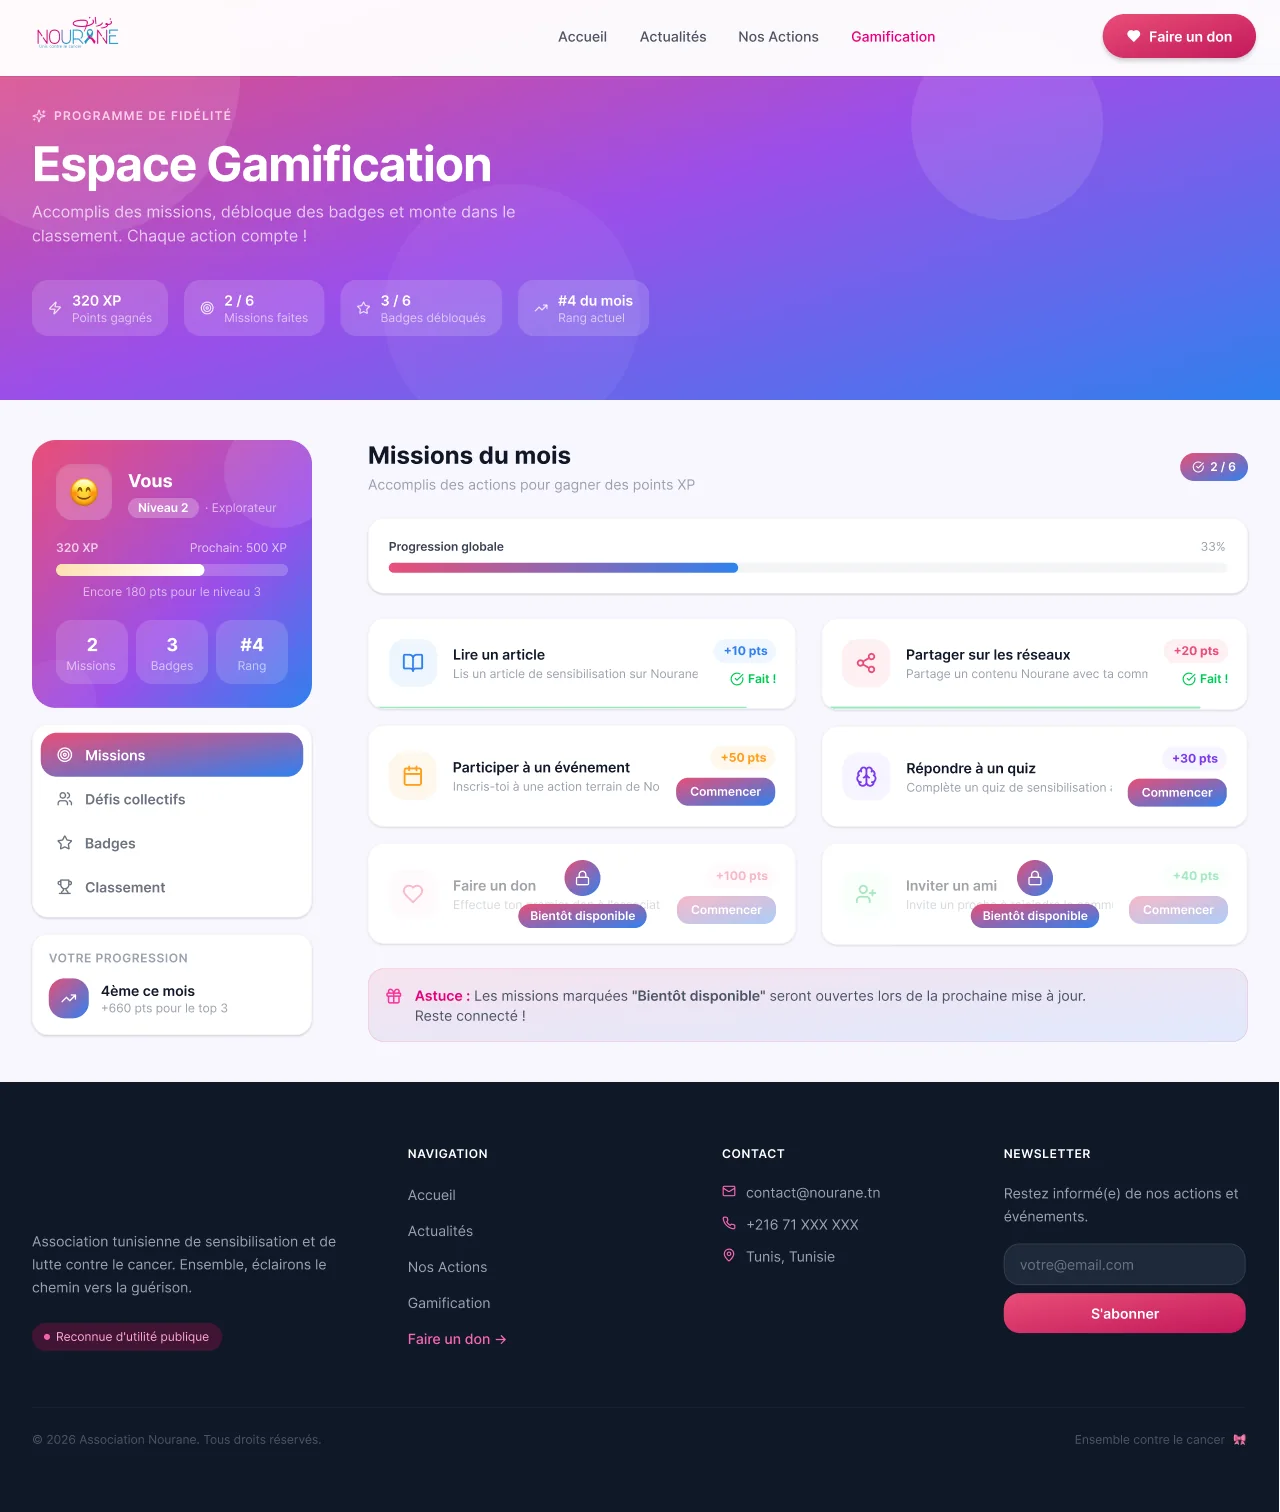 نوران
NOURANE
Unis contre le cancer
Accueil
Actualités
Nos Actions
Gamification
Faire un don
PROGRAMME DE FIDÉLITÉ
Espace Gamification
Accomplis des missions, débloque des badges et monte dans le
classement. Chaque action compte !
320 XP
Points gagnés
2 / 6
Missions faites
3 / 6
Badges débloqués
#4 du mois
Rang actuel
Vous
Niveau 2 · Explorateur
320 XP
Prochain: 500 XP
Encore 180 pts pour le niveau 3
2
Missions
3
Badges
#4
Rang
Missions
Défis collectifs
Badges
Classement
VOTRE PROGRESSION
4ème ce mois
+660 pts pour le top 3
Missions du mois
Accomplis des actions pour gagner des points XP
2 / 6
Progression globale
33%
Lire un article
Lis un article de sensibilisation sur Nourane
+10 pts
Fait !
Partager sur les réseaux
Partage un contenu Nourane avec ta comm
+20 pts
Fait !
Participer à un événement
Inscris-toi à une action terrain de No
+50 pts
Commencer
Répondre à un quiz
Complète un quiz de sensibilisation
+30 pts
Commencer
Faire un don
Effectue ton
+100 pts
Commencer
Bientôt disponible
Inviter un ami
Invite un
+40 pts
Commencer
Bientôt disponible
Astuce : Les missions marquées "Bientôt disponible" seront ouvertes lors de la prochaine mise à jour.
Reste connecté !
Association tunisienne de sensibilisation et de
lutte contre le cancer. Ensemble, éclairons le
chemin vers la guérison.
Reconnue d'utilité publique
NAVIGATION
Accueil
Actualités
Nos Actions
Gamification
Faire un don →
CONTACT
contact@nourane.tn
+216 71 XXX XXX
Tunis, Tunisie
NEWSLETTER
Restez informé(e) de nos actions et
événements.
votre@email.com
S'abonner
© 2026 Association Nourane. Tous droits réservés.
Ensemble contre le cancer